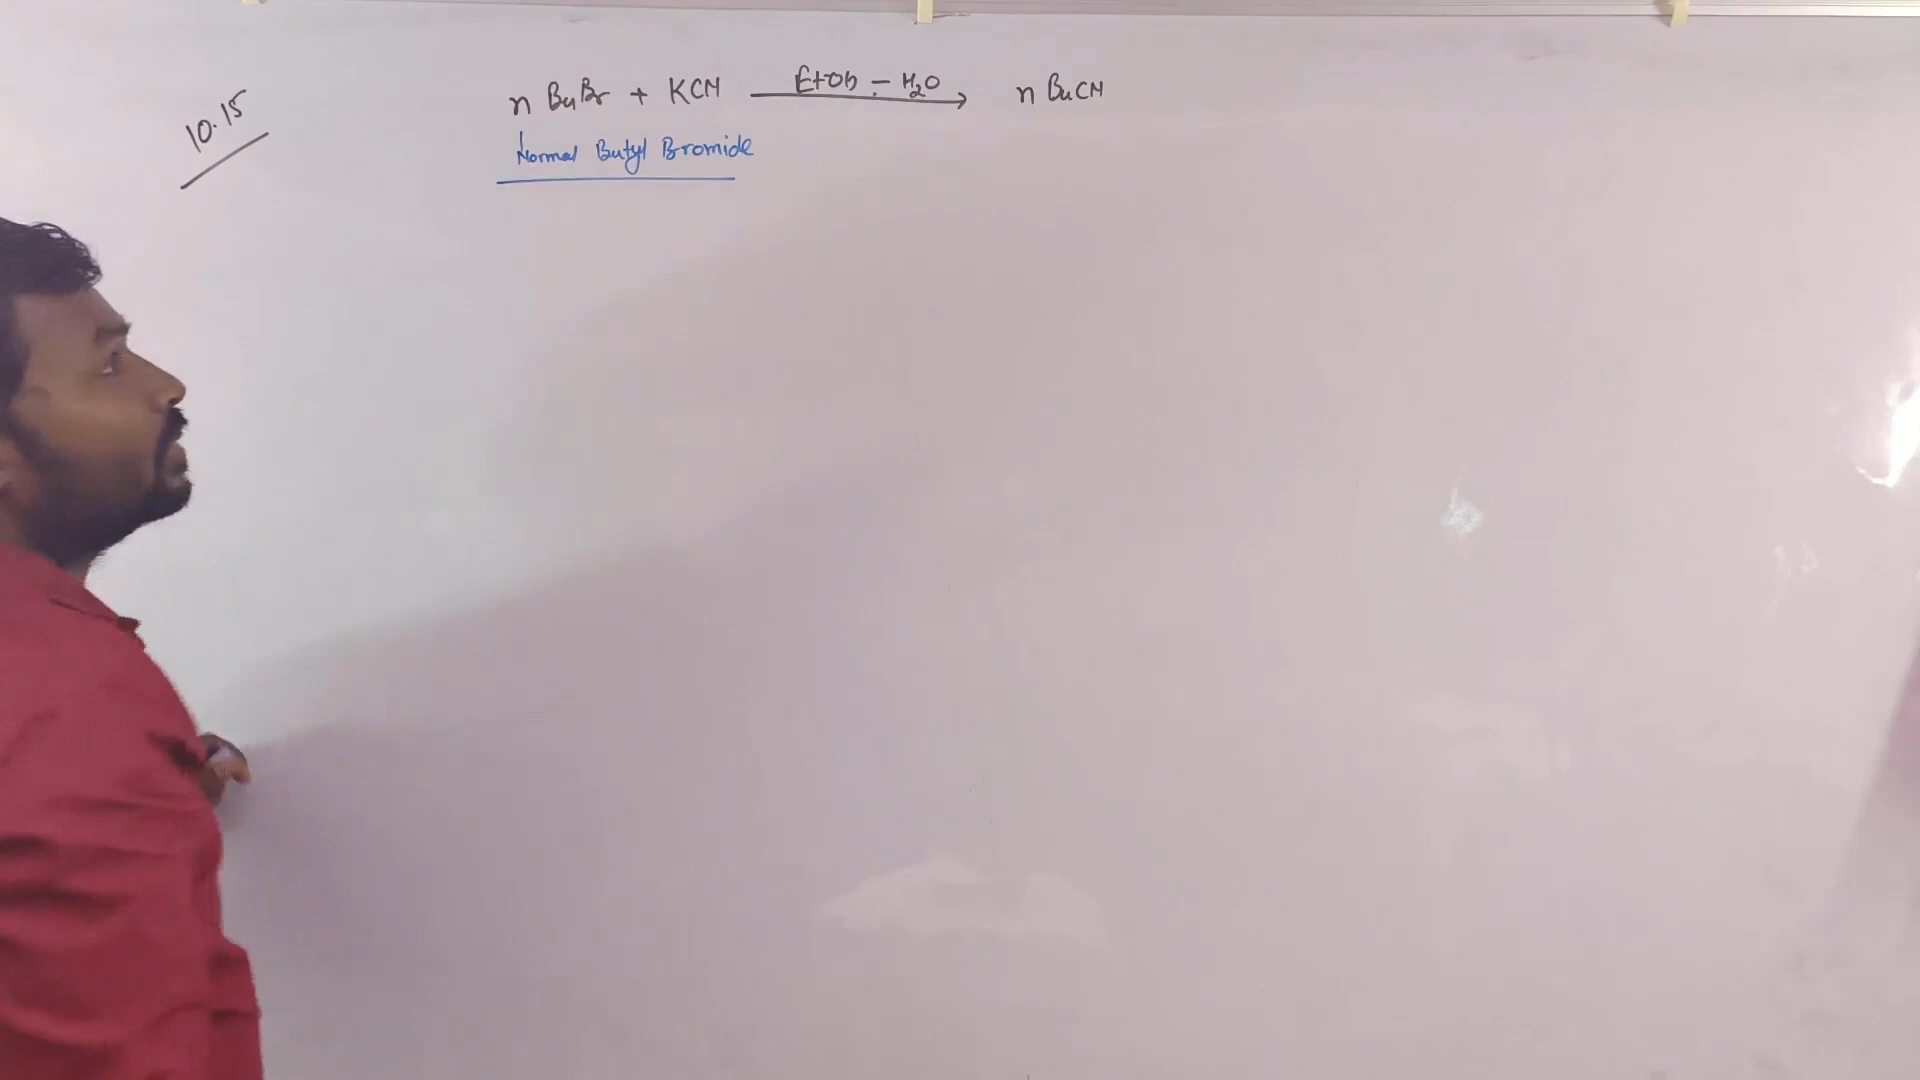 10.15
n BuBr + KCN EtOH - H₂O → n BuCN
Normal Butyl Bromide